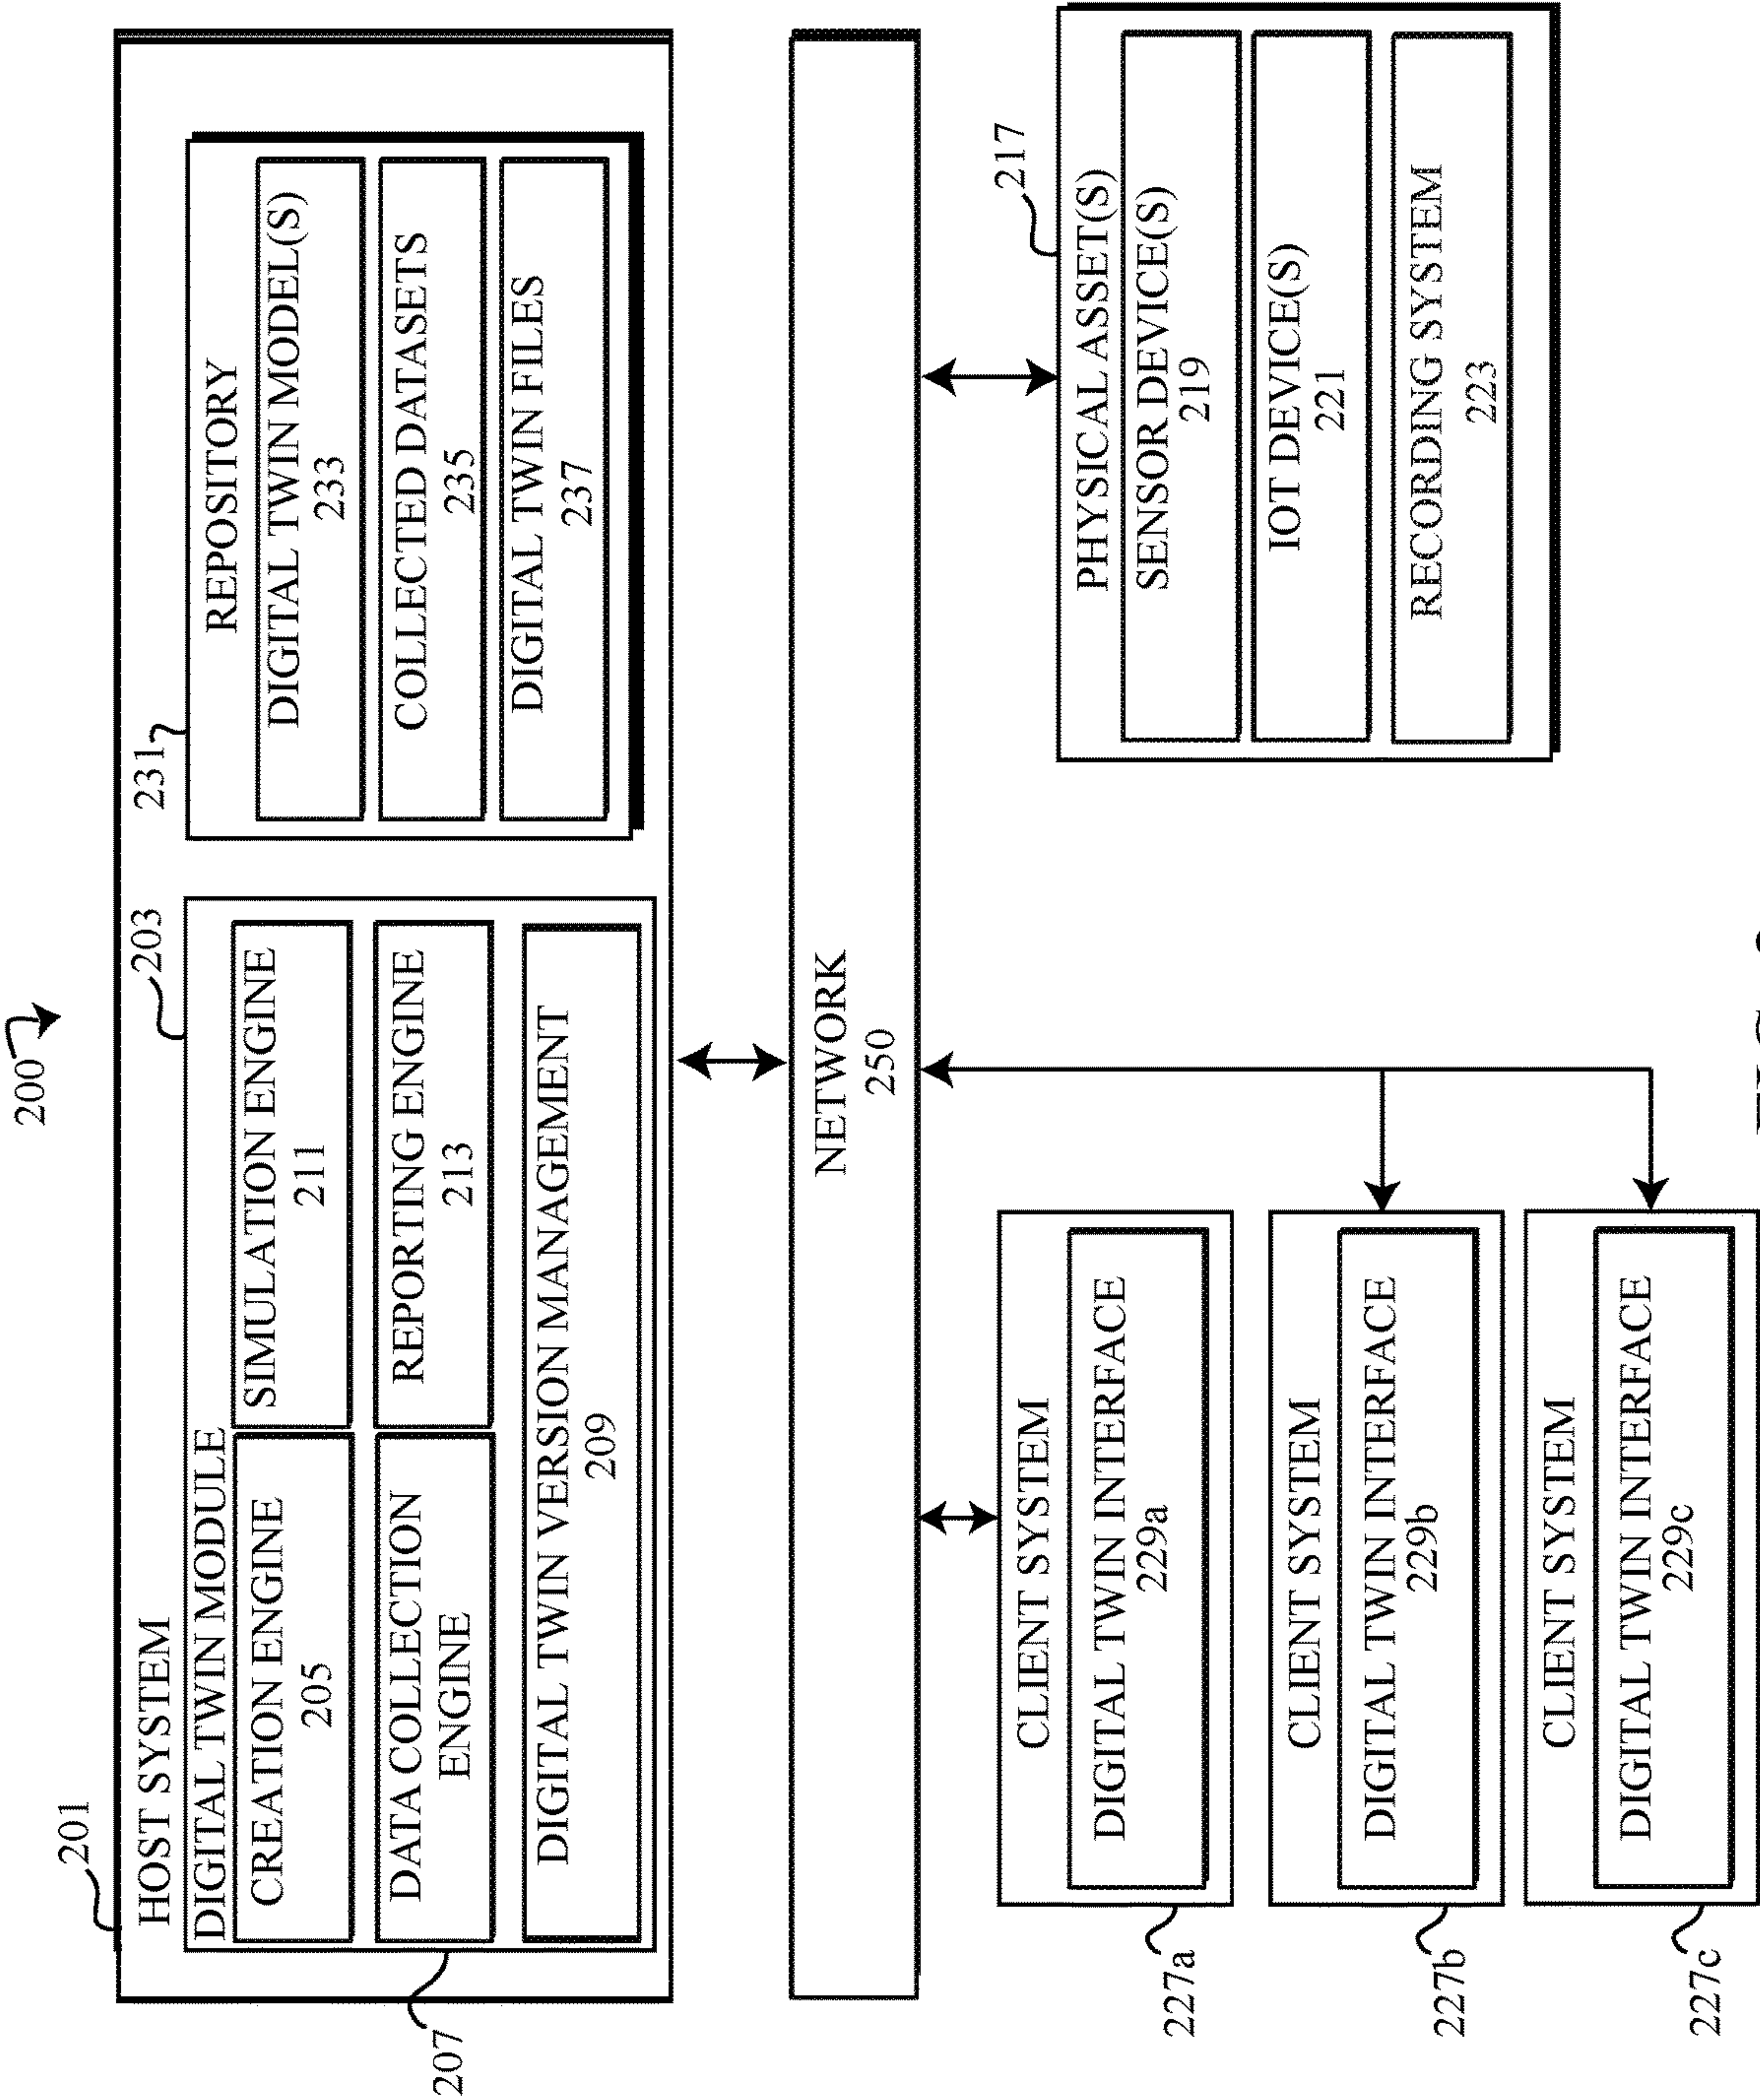 200
201
HOST SYSTEM
203
DIGITAL TWIN MODULE
CREATION ENGINE
205
SIMULATION ENGINE
211
207
DATA COLLECTION
ENGINE
REPORTING ENGINE
213
DIGITAL TWIN VERSION MANAGEMENT
209
231
REPOSITORY
DIGITAL TWIN MODEL(S)
233
COLLECTED DATASETS
235
DIGITAL TWIN FILES
237
NETWORK
250
227a
CLIENT SYSTEM
DIGITAL TWIN INTERFACE
229a
227b
CLIENT SYSTEM
DIGITAL TWIN INTERFACE
229b
227c
CLIENT SYSTEM
DIGITAL TWIN INTERFACE
229c
217
PHYSICAL ASSET(S)
SENSOR DEVICE(S)
219
IOT DEVICE(S)
221
RECORDING SYSTEM
223